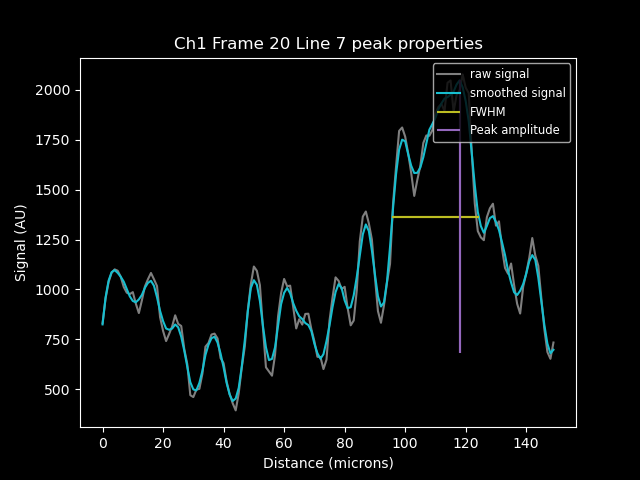 Ch1 Frame 20 Line 7 peak properties
raw signal
smoothed signal
FWHM
Peak amplitude
Signal (AU)
2000
1750
1500
1250
1000
750
500
0 20 40 60 80 100 120 140
Distance (microns)